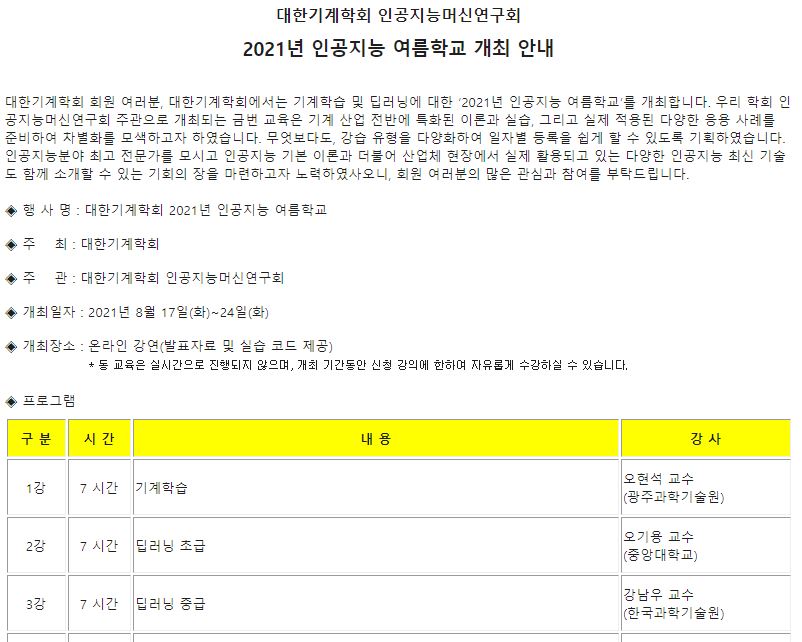 대한기계학회 인공지능머신연구회
2021년 인공지능 여름학교 개최 안내
대한기계학회 회원 여러분, 대한기계학회에서는 기계학습 및 딥러닝에 대한 '2021년 인공지능 여름학교'를 개최합니다. 우리 학회 인
공지능머신연구회 주관으로 개최되는 금번 교육은 기계 산업 전반에 특화된 이론과 실습, 그리고 실제 적용된 다양한 응용 사례를
준비하여 차별화를 모색하고자 하였습니다. 무엇보다도, 강습 유형을 다양화하여 일자별 등록을 쉽게 할 수 있도록 기획하였습니다.
인공지능분야 최고 전문가를 모시고 인공지능 기본 이론과 더불어 산업체 현장에서 실제 활용되고 있는 다양한 인공지능 최신 기술
도 함께 소개할 수 있는 기회의 장을 마련하고자 노력하였사오니, 회원 여러분의 많은 관심과 참여를 부탁드립니다.
◈ 행 사 명 : 대한기계학회 2021년 인공지능 여름학교
◈ 주 최 : 대한기계학회
◈ 주 관 : 대한기계학회 인공지능머신연구회
◈ 개최일자 : 2021년 8월 17일(화)~24일(화)
◈ 개최장소 : 온라인 강연(발표자료 및 실습 코드 제공)
* 동 교육은 실시간으로 진행되지 않으며, 개최 기간동안 신청 강의에 한하여 자유롭게 수강하실 수 있습니다.
◈ 프로그램
구 분 시 간 내 용 강 사
1강 7 시간 기계학습 오현석 교수
(광주과학기술원)
2강 7 시간 딥러닝 초급 오기용 교수
(중앙대학교)
3강 7 시간 딥러닝 중급 강남우 교수
(한국과학기술원)